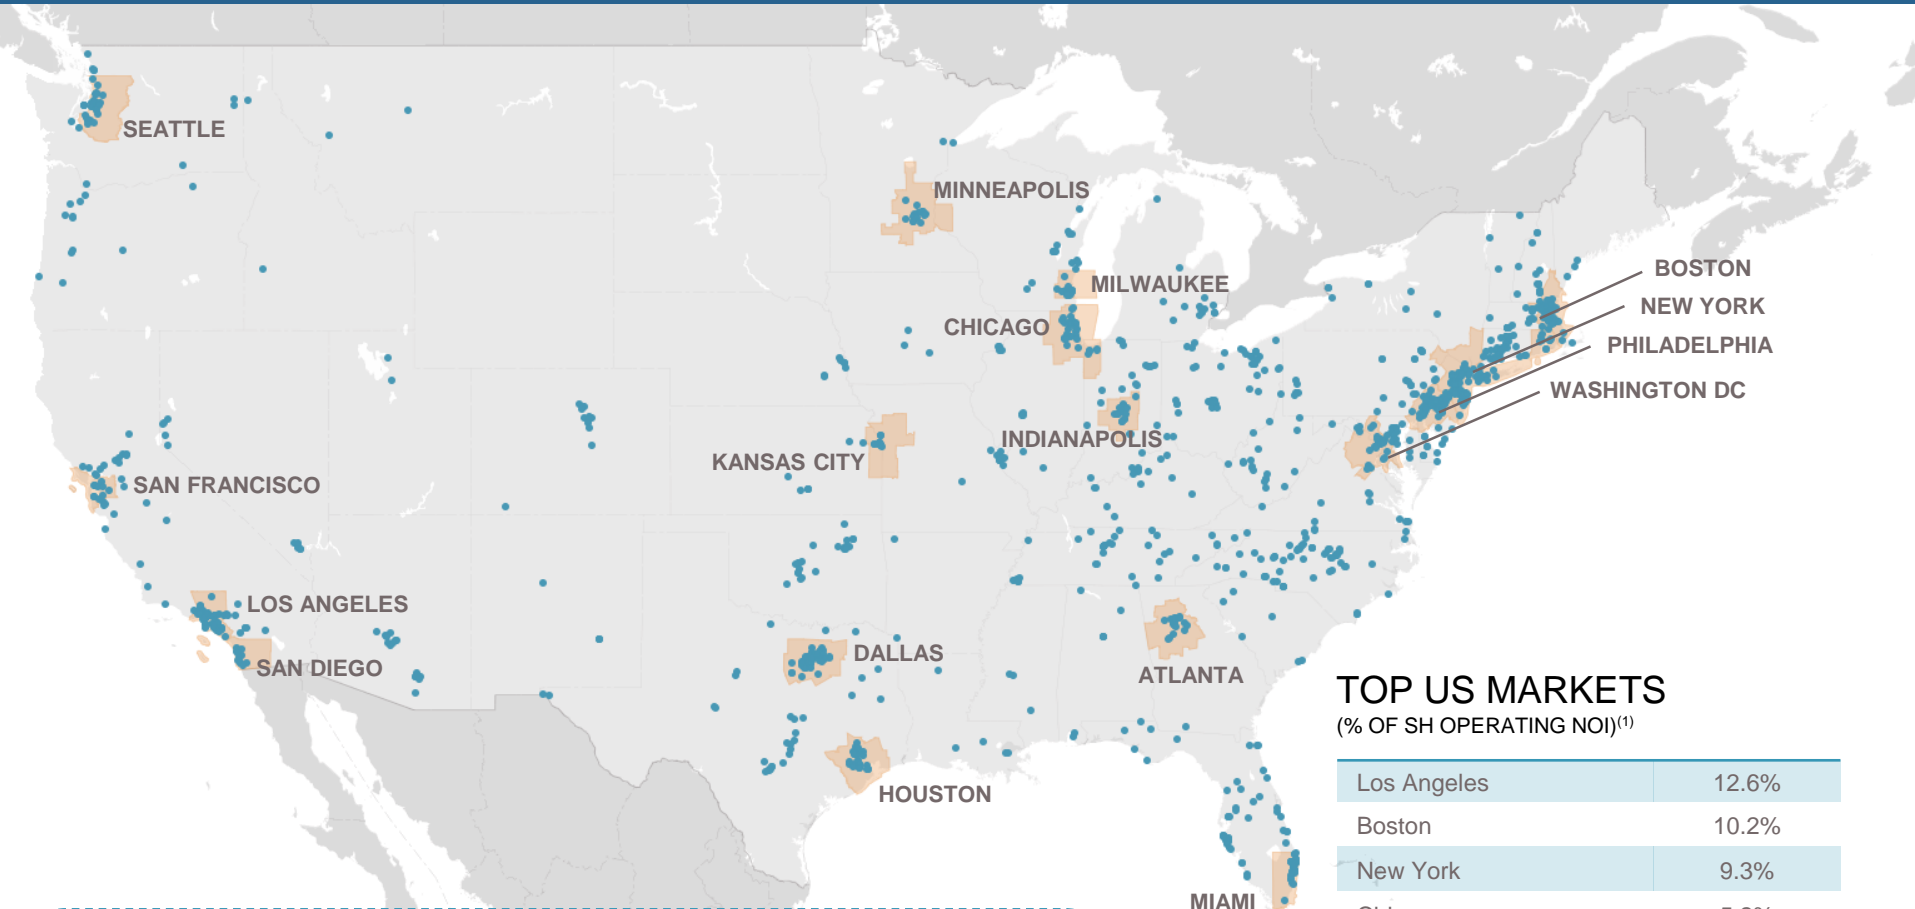 SEATTLE
MINNEAPOLIS
BOSTON
MILWAUKEE
NEW YORK
CHICAGO
PHILADELPHIA
WASHINGTON DC
INDIANAPOLIS
KANSAS CITY
SAN FRANCISCO
LOS ANGELES
DALLAS
SAN DIEGO
ATLANTA
TOP US MARKETS
(% OF SH OPERATING NOI)(1)
HOUSTON
Los Angeles 12.6%
Boston 10.2%
New York 9.3%
MIAMI